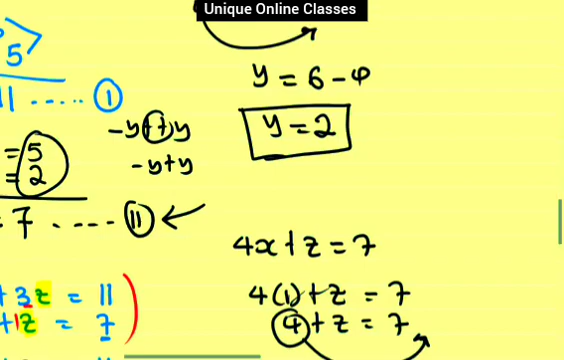 Unique Online Classes
5
11 ..... ①
= 5
= 2
= 7 . ---- ⑪ ←
+ 3z = 11
+ 1z = 7
-y + + y
-y + y
y = 6 - 4
y = 2
4x + z = 7
4(1) + z = 7
4 + z = 7